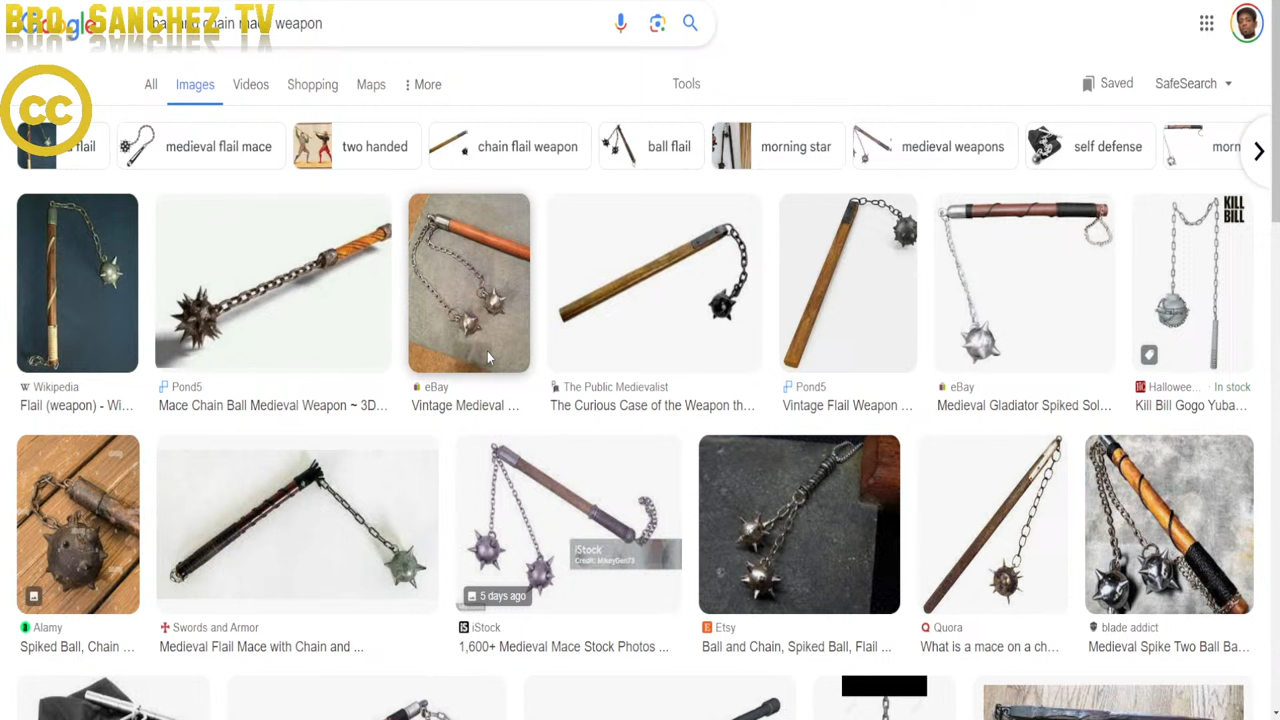 Bro. Sanchez TV
chain mace weapon
CC
All Images Videos Shopping Maps More Tools Saved SafeSearch
flail medieval flail mace two handed chain flail weapon ball flail morning star medieval weapons self defense morn
KILL
BILL
Wikipedia
Flail (weapon) - Wi...
Pond5
Mace Chain Ball Medieval Weapon ~ 3D...
eBay
Vintage Medieval ...
The Public Medievalist
The Curious Case of the Weapon th...
Pond5
Vintage Flail Weapon ...
eBay
Medieval Gladiator Spiked Sol...
Hallowee... · In stock
Kill Bill Gogo Yuba...
iStock
Credit: MikeyGen73
5 days ago
Alamy
Spiked Ball, Chain ...
Swords and Armor
Medieval Flail Mace with Chain and ...
iStock
1,600+ Medieval Mace Stock Photos ...
Etsy
Ball and Chain, Spiked Ball, Flail ...
Quora
What is a mace on a ch...
blade addict
Medieval Spike Two Ball Ba...